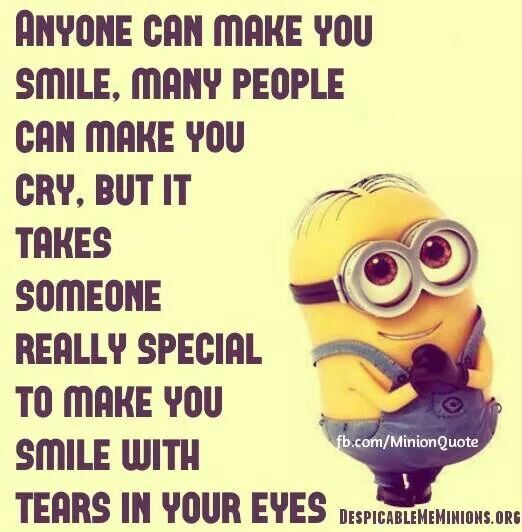 ANYONE CAN MAKE YOU
SMILE, MANY PEOPLE
CAN MAKE YOU
CRY, BUT IT
TAKES
SOMEONE
REALLY SPECIAL
TO MAKE YOU
SMILE WITH
TEARS IN YOUR EYES
fb.com/MinionQuote
DESPICABLEMEMINIONS.ORG